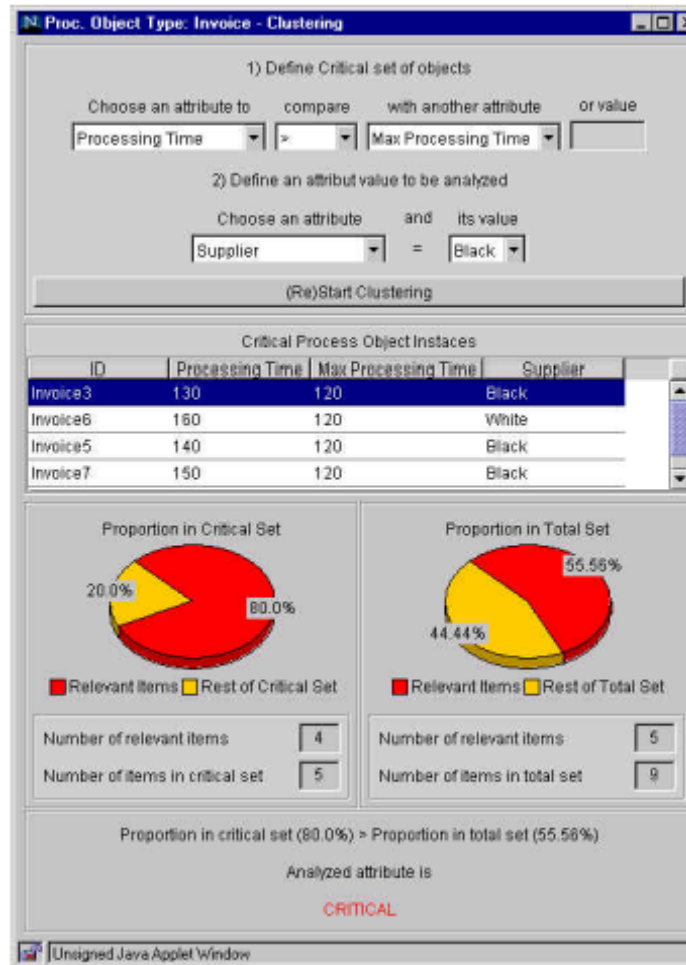 Proc. Object Type: Invoice - Clustering
1) Define Critical set of objects
Choose an attribute to compare with another attribute or value
Processing Time > Max Processing Time
2) Define an attribut value to be analyzed
Choose an attribute and its value
Supplier = Black
(Re)Start Clustering
Critical Process Object Instaces
ID Processing Time Max Processing Time Supplier
Invoice3 130 120 Black
Invoice6 160 120 White
Invoice5 140 120 Black
Invoice7 150 120 Black
Proportion in Critical Set
20.0%
80.0%
Relevant Items Rest of Critical Set
Number of relevant items 4
Number of items in critical set 5
Proportion in Total Set
55.56%
44.44%
Relevant Items Rest of Total Set
Number of relevant items 5
Number of items in total set 9
Proportion in critical set (80.0%) > Proportion in total set (55.56%)
Analyzed attribute is
CRITICAL
Unsigned Java Applet Window